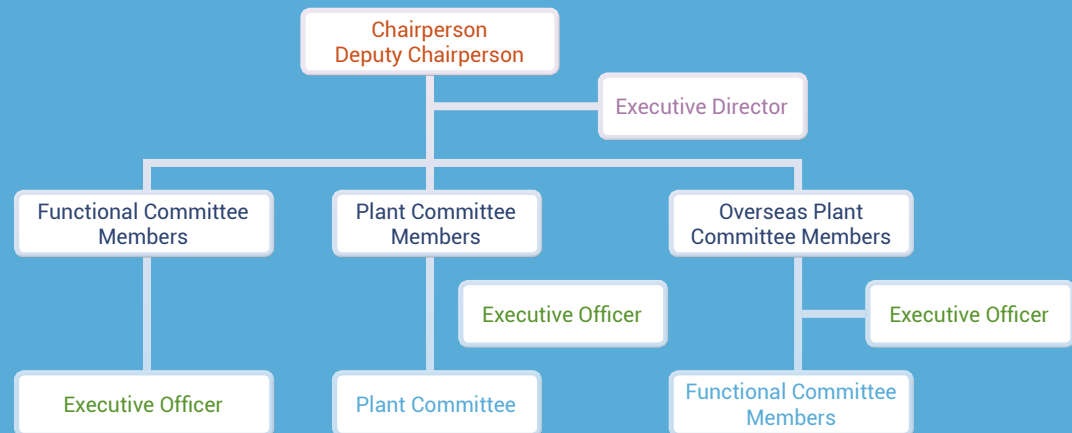 Chairperson
Deputy Chairperson
Executive Director
Functional Committee
Members
Plant Committee
Members
Overseas Plant
Committee Members
Executive Officer
Executive Officer
Executive Officer
Plant Committee
Functional Committee
Members